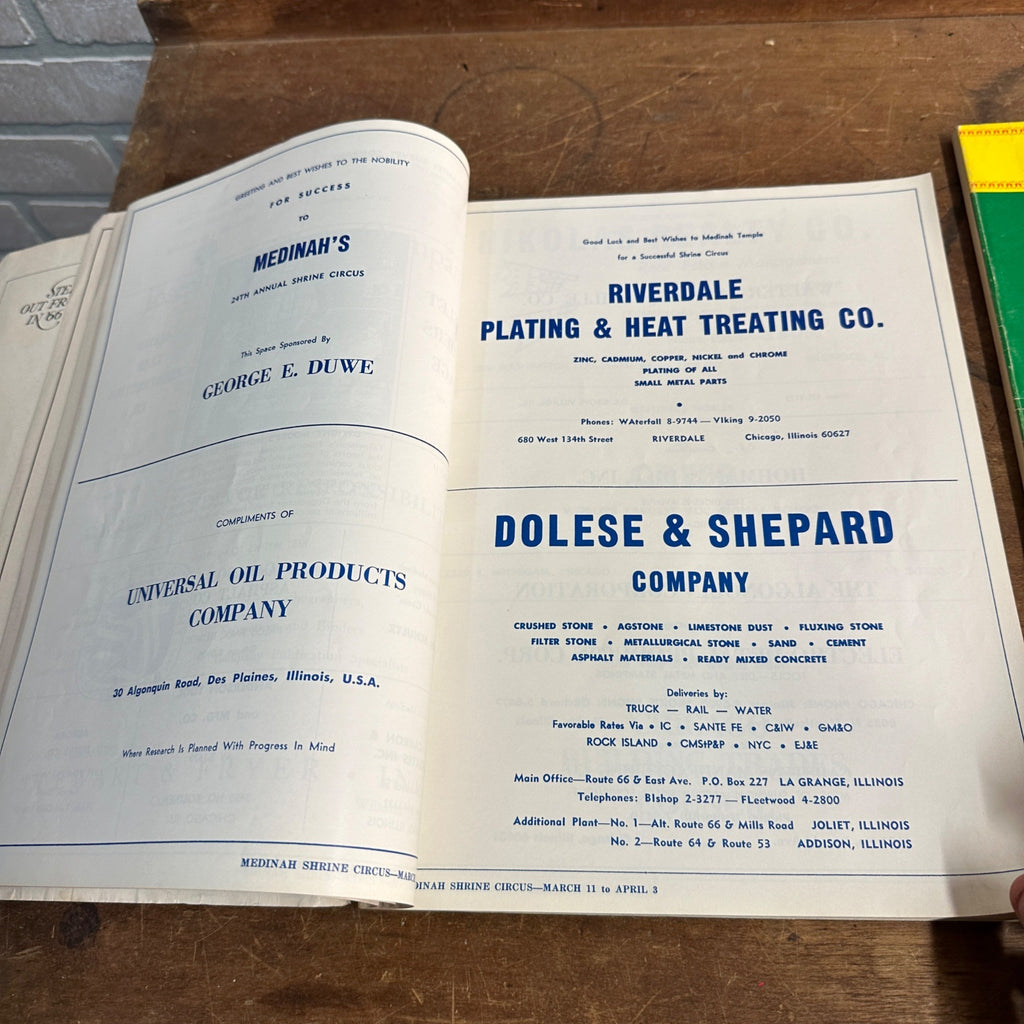 STE
OUT FR
IN '66
GREETING AND BEST WISHES TO THE NOBILITY
FOR SUCCESS
TO
MEDINAH'S
24TH ANNUAL SHRINE CIRCUS
This Space Sponsored By
GEORGE E. DUWE
COMPLIMENTS OF
UNIVERSAL OIL PRODUCTS
COMPANY
30 Algonquin Road, Des Plaines, Illinois, U.S.A.
Where Research Is Planned With Progress In Mind
MEDINAH SHRINE CIRCUS—MARC
Good Luck and Best Wishes to Medinah Temple
for a Successful Shrine Circus
RIVERDALE
PLATING & HEAT TREATING CO.
ZINC, CADMIUM, COPPER, NICKEL and CHROME
PLATING OF ALL
SMALL METAL PARTS
•
Phones: WAterfall 8-9744 — VIking 9-2050
680 West 134th Street RIVERDALE Chicago, Illinois 60627
DOLESE & SHEPARD
COMPANY
CRUSHED STONE • AGSTONE • LIMESTONE DUST • FLUXING STONE
FILTER STONE • METALLURGICAL STONE • SAND • CEMENT
ASPHALT MATERIALS • READY MIXED CONCRETE
Deliveries by:
TRUCK — RAIL — WATER
Favorable Rates Via • IC • SANTE FE • C&IW • GM&O
ROCK ISLAND • CMStP&P • NYC • EJ&E
Main Office—Route 66 & East Ave. P.O. Box 227 LA GRANGE, ILLINOIS
Telephones: BIshop 2-3277 — FLeetwood 4-2800
Additional Plant—No. 1—Alt. Route 66 & Mills Road JOLIET, ILLINOIS
No. 2—Route 64 & Route 53 ADDISON, ILLINOIS
DINAH SHRINE CIRCUS—MARCH 11 to APRIL 3